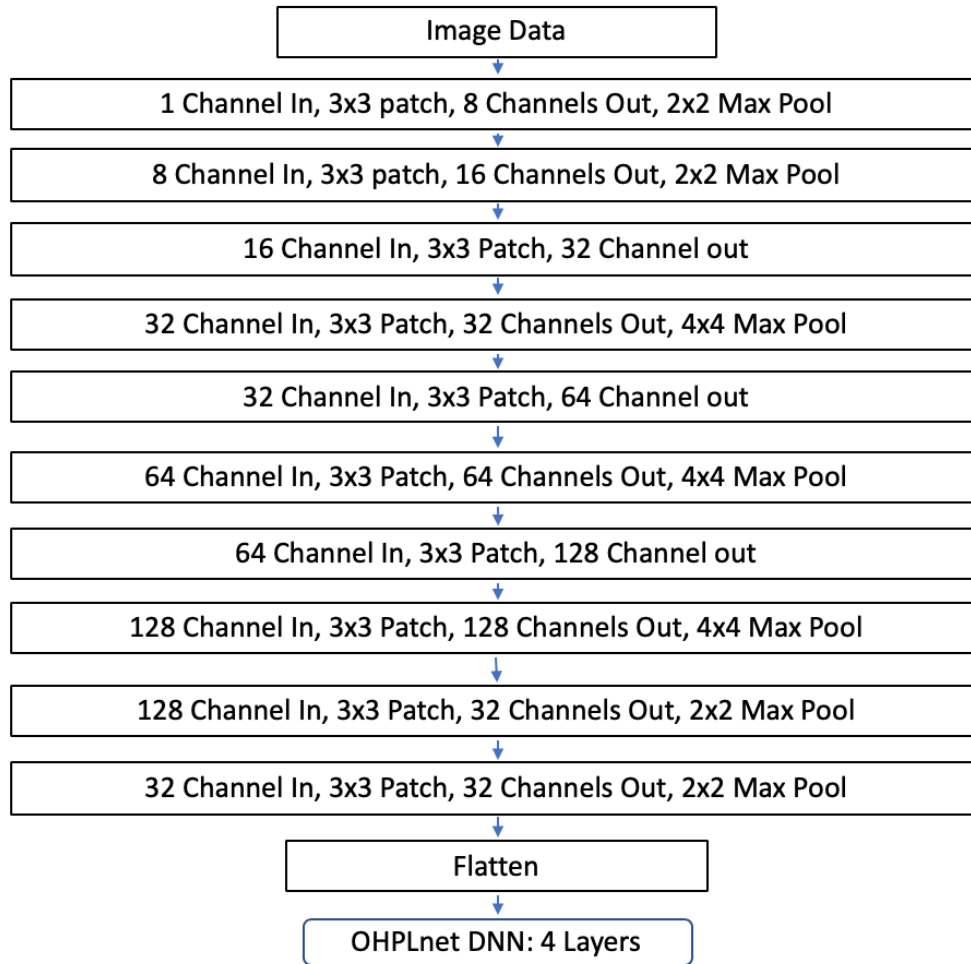 Image Data
1 Channel In, 3x3 patch, 8 Channels Out, 2x2 Max Pool
8 Channel In, 3x3 patch, 16 Channels Out, 2x2 Max Pool
16 Channel In, 3x3 Patch, 32 Channel out
32 Channel In, 3x3 Patch, 32 Channels Out, 4x4 Max Pool
32 Channel In, 3x3 Patch, 64 Channel out
64 Channel In, 3x3 Patch, 64 Channels Out, 4x4 Max Pool
64 Channel In, 3x3 Patch, 128 Channel out
128 Channel In, 3x3 Patch, 128 Channels Out, 4x4 Max Pool
128 Channel In, 3x3 Patch, 32 Channels Out, 2x2 Max Pool
32 Channel In, 3x3 Patch, 32 Channels Out, 2x2 Max Pool
Flatten
OHPLnet DNN: 4 Layers